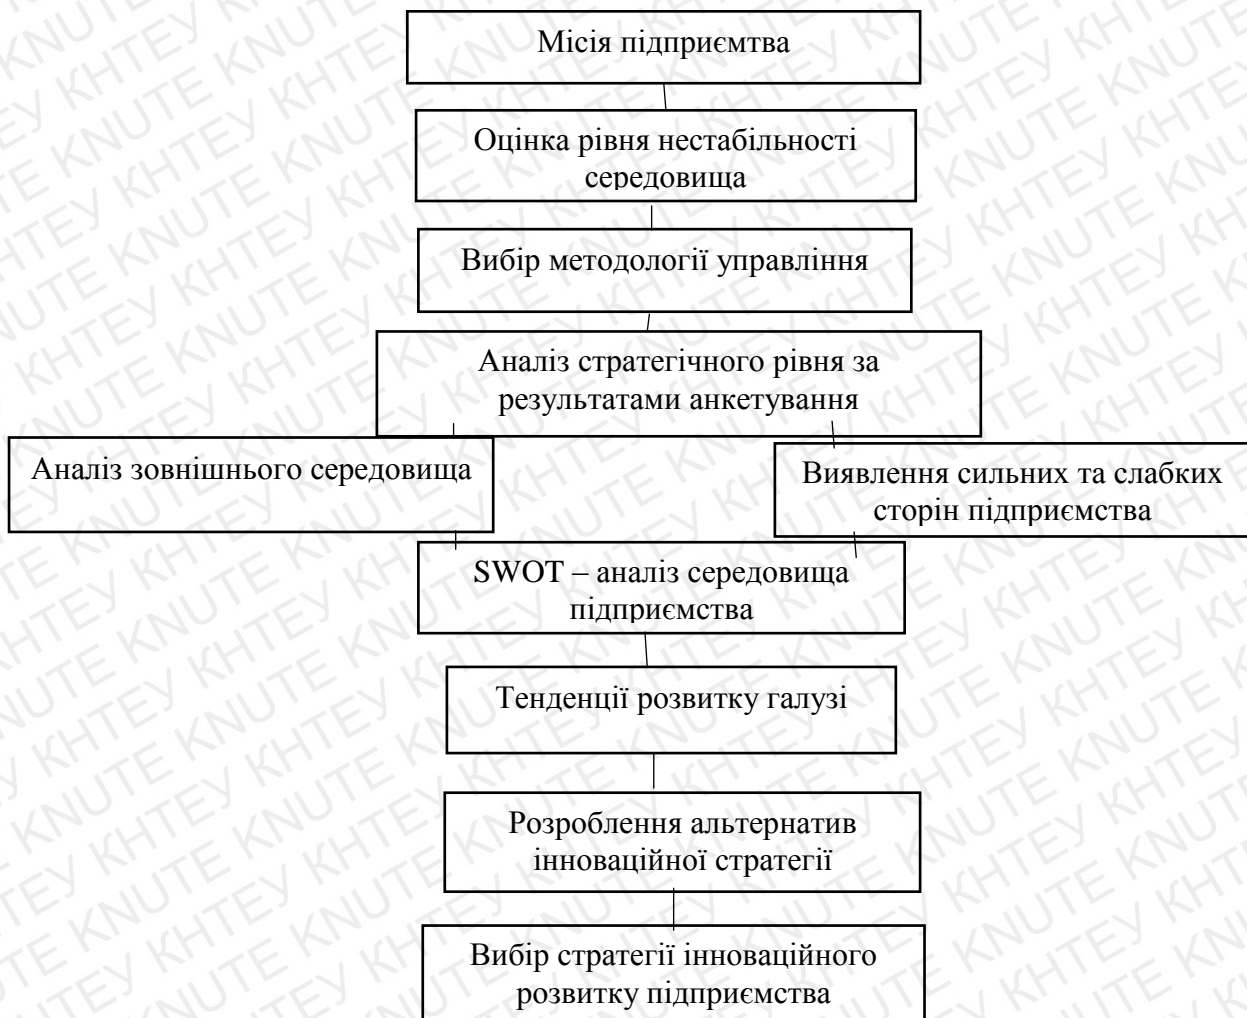 Місія підприємтва
Оцінка рівня нестабільності
середовища
Вибір методології управління
Аналіз стратегічного рівня за
результатами анкетування
Аналіз зовнішнього середовища
Виявлення сильних та слабких
сторін підприємства
SWOT – аналіз середовища
підприємства
Тенденції розвитку галузі
Розроблення альтернатив
інноваційної стратегії
Вибір стратегії інноваційного
розвитку підприємства